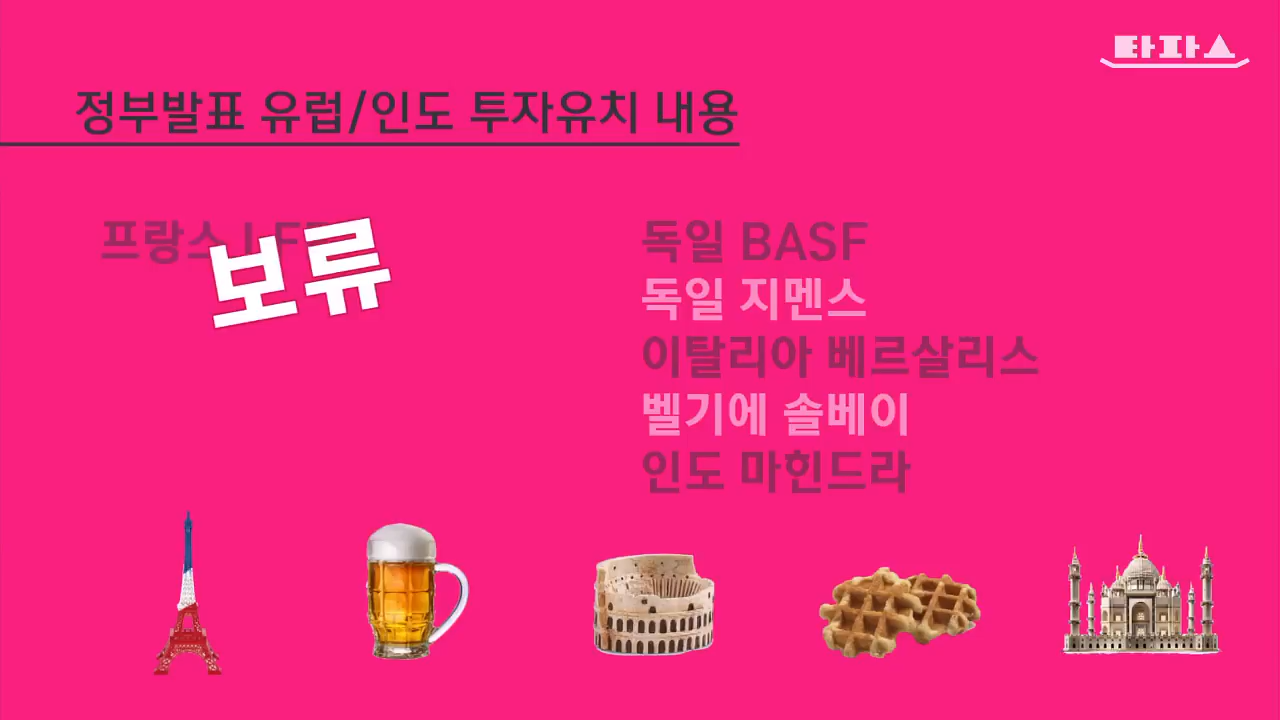 타파스
정부발표 유럽/인도 투자유치 내용
프랑스
보류
독일 BASF
독일 지멘스
이탈리아 베르살리스
벨기에 솔베이
인도 마힌드라